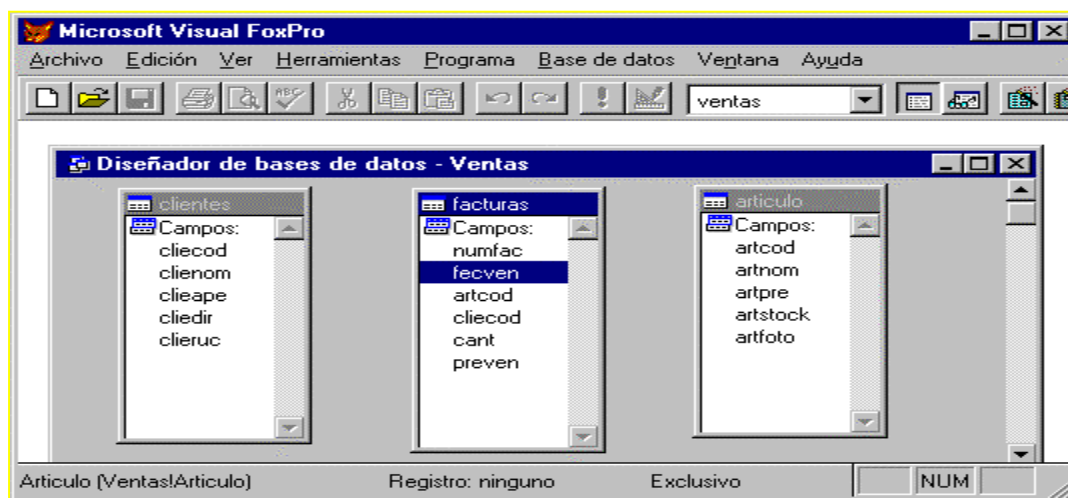 Microsoft Visual FoxPro
Archivo Edición Ver Herramientas Programa Base de datos Ventana Ayuda
ventas
Diseñador de bases de datos - Ventas
clientes
Campos:
cliecod
clienom
clieape
cliedir
clieruc
facturas
Campos:
numfac
fecven
artcod
cliecod
cant
preven
articulo
Campos:
artcod
artnom
artpre
artstock
artfoto
Articulo (Ventas!Articulo) Registro: ninguno Exclusivo NUM